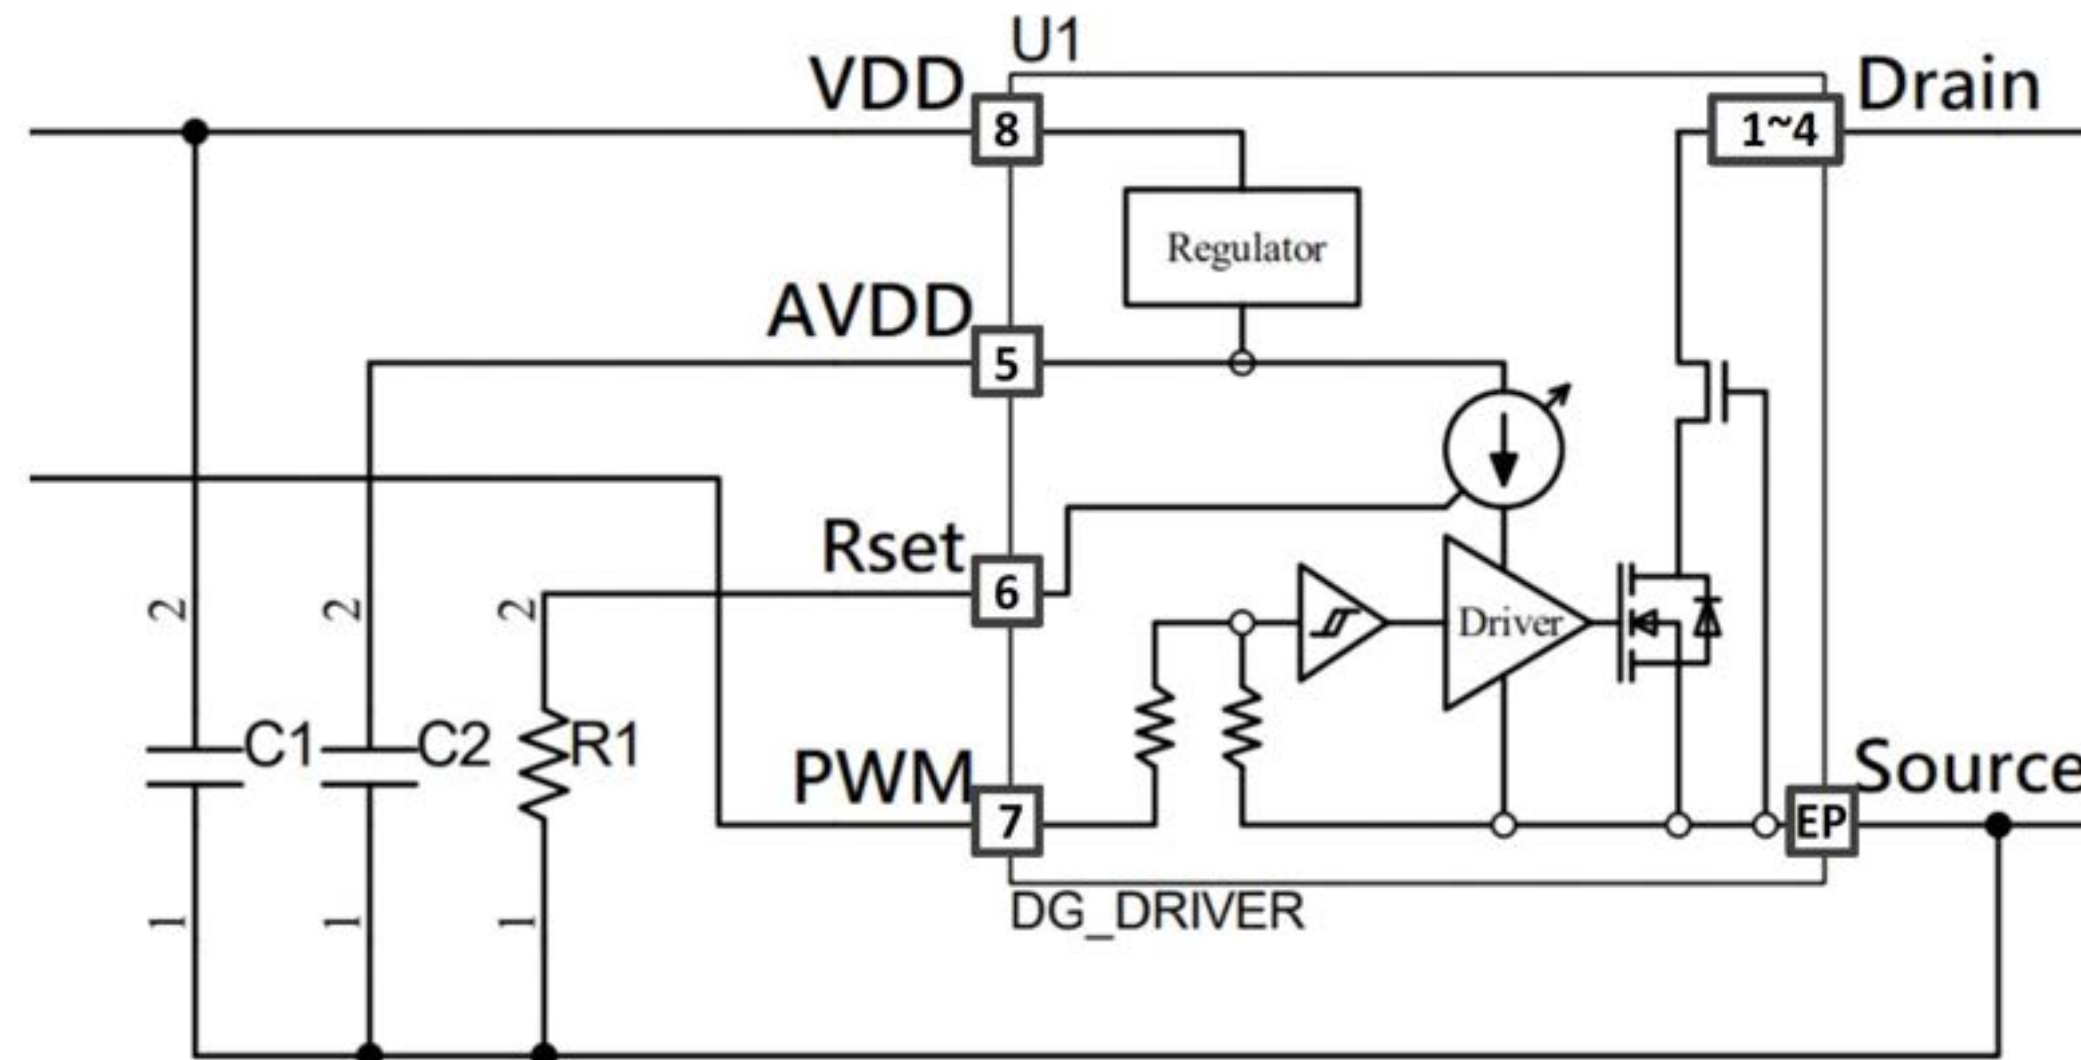 U1
VDD
8
1~4
Drain
Regulator
AVDD
5
Rset
6
2
2
2
Driver
C1
C2
R1
PWM
7
EP
Source
1
1
1
DG_DRIVER